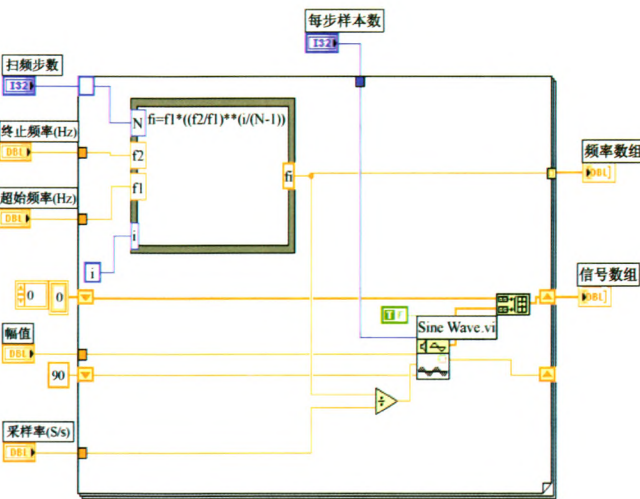 每步样本数
I32
扫频步数
I32
N
fi=f1*((f2/f1)**(i/(N-1))
终止频率(Hz)
DBL
f2
频率数组
DBL]
fi
f1
超始频率(Hz)
DBL
i
i
信号数组
DBL]
0
0
T F
Sine Wave.vi
幅值
DBL
90
÷
采样率(S/s)
DBL